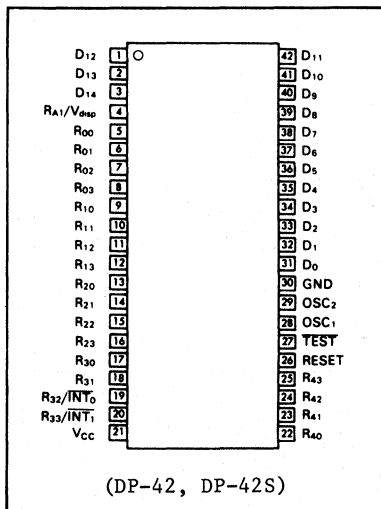 D12 1 42 D11
D13 2 41 D10
D14 3 40 D9
RA1/Vdisp 4 39 D8
R00 5 38 D7
R01 6 37 D6
R02 7 36 D5
R03 8 35 D4
R10 9 34 D3
R11 10 33 D2
R12 11 32 D1
R13 12 31 D0
R20 13 30 GND
R21 14 29 OSC2
R22 15 28 OSC1
R23 16 27 T̅E̅S̅T̅
R30 17 26 RESET
R31 18 25 R43
R32/I̅N̅T̅0 19 24 R42
R33/I̅N̅T̅1 20 23 R41
VCC 21 22 R40
(DP-42, DP-42S)